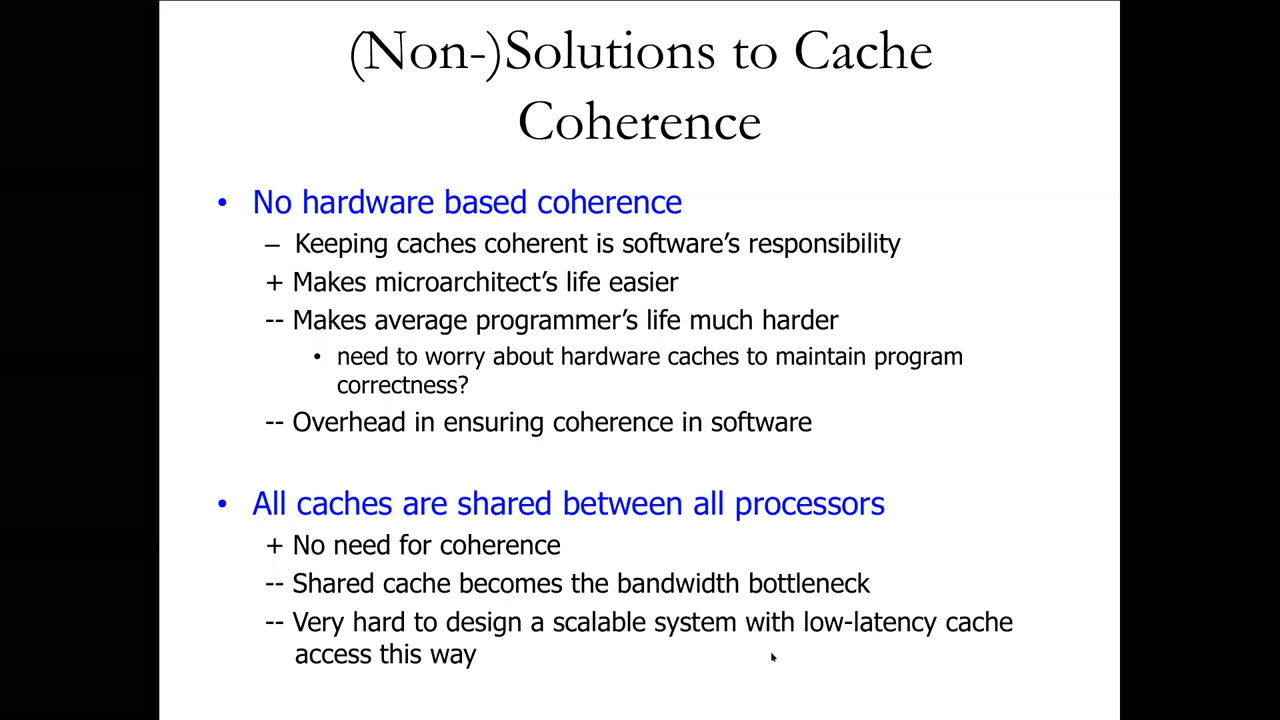 (Non-)Solutions to Cache
Coherence
• No hardware based coherence
– Keeping caches coherent is software’s responsibility
+ Makes microarchitect’s life easier
-- Makes average programmer’s life much harder
• need to worry about hardware caches to maintain program
correctness?
-- Overhead in ensuring coherence in software
• All caches are shared between all processors
+ No need for coherence
-- Shared cache becomes the bandwidth bottleneck
-- Very hard to design a scalable system with low-latency cache
access this way